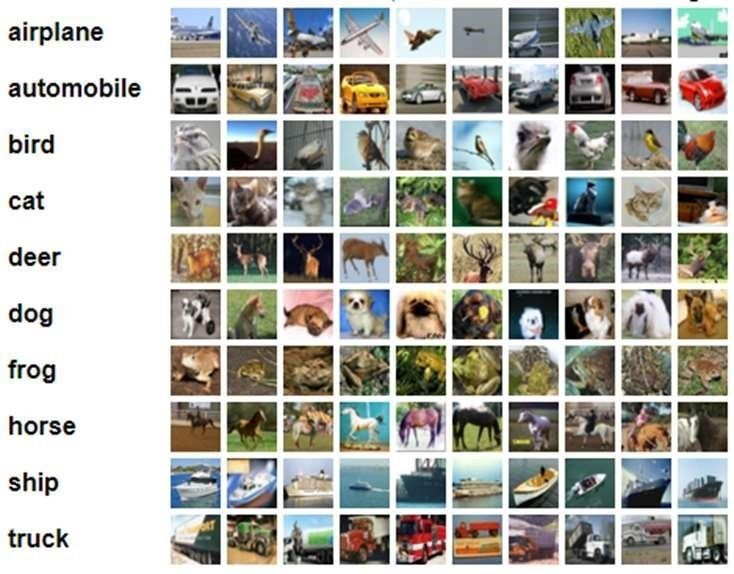 airplane
automobile
bird
cat
deer
dog
frog
horse
ship
truck